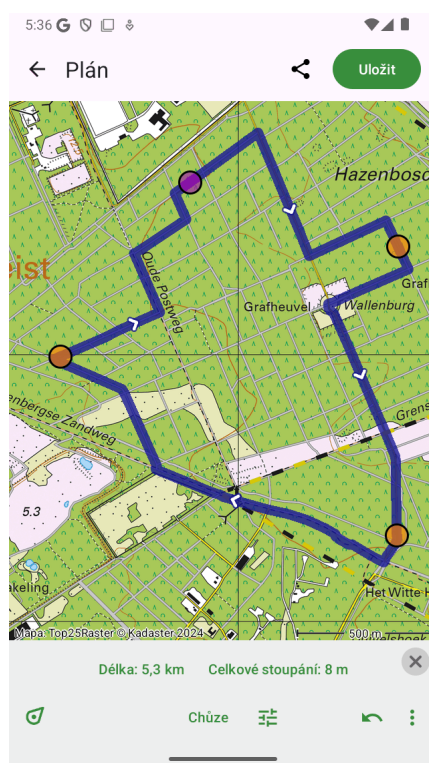 5:36
Plán
Uložit
Hazenbosc
eist
Oude Postweg
Graf
Grafheuvel
Wallenburg
enbergse Zandweg
Grens
5.3
akeling
Het Witte H
Mapa: Top25Raster © Kadaster 2024
500 m
uwelshoek
Délka: 5,3 km
Celkové stoupání: 8 m
Chůze